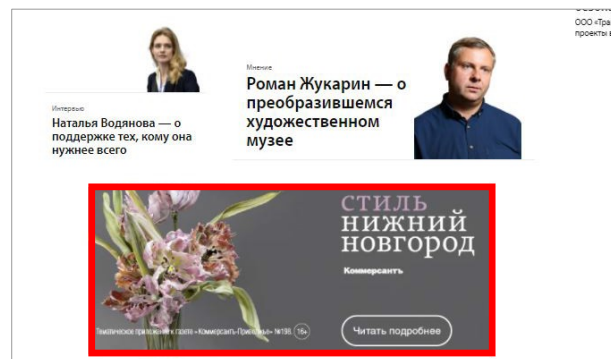 ООО «Тра
проекты в
Мнение
Роман Жукарин — о
преобразившемся
художественном
музее
Интервью
Наталья Водянова — о
поддержке тех, кому она
нужнее всего
СТИЛЬ
НИЖНИЙ
НОВГОРОД
Коммерсантъ
Тематическое приложение к газете «Коммерсантъ-Приволжье» №198. 16+
Читать подробнее